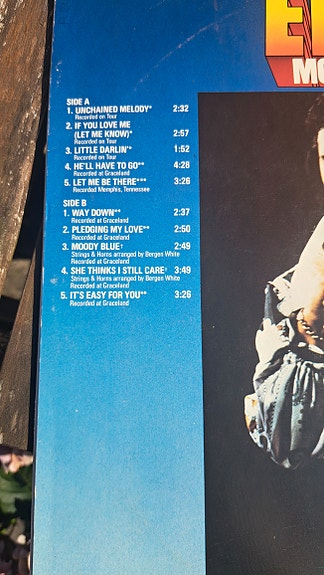 E
MO
SIDE A
1. UNCHAINED MELODY* 2:32
Recorded on Tour
2. IF YOU LOVE ME
(LET ME KNOW)* 2:57
Recorded on Tour
3. LITTLE DARLIN'* 1:52
Recorded on Tour
4. HE'LL HAVE TO GO** 4:28
Recorded at Graceland
5. LET ME BE THERE*** 3:26
Recorded Memphis, Tennessee
SIDE B
1. WAY DOWN** 2:37
Recorded at Graceland
2. PLEDGING MY LOVE** 2:50
Recorded at Graceland
3. MOODY BLUE† 2:49
Strings & Horns arranged by Bergen White
Recorded at Graceland
4. SHE THINKS I STILL CARE† 3:49
Strings & Horns arranged by Bergen White
Recorded at Graceland
5. IT'S EASY FOR YOU** 3:26
Recorded at Graceland